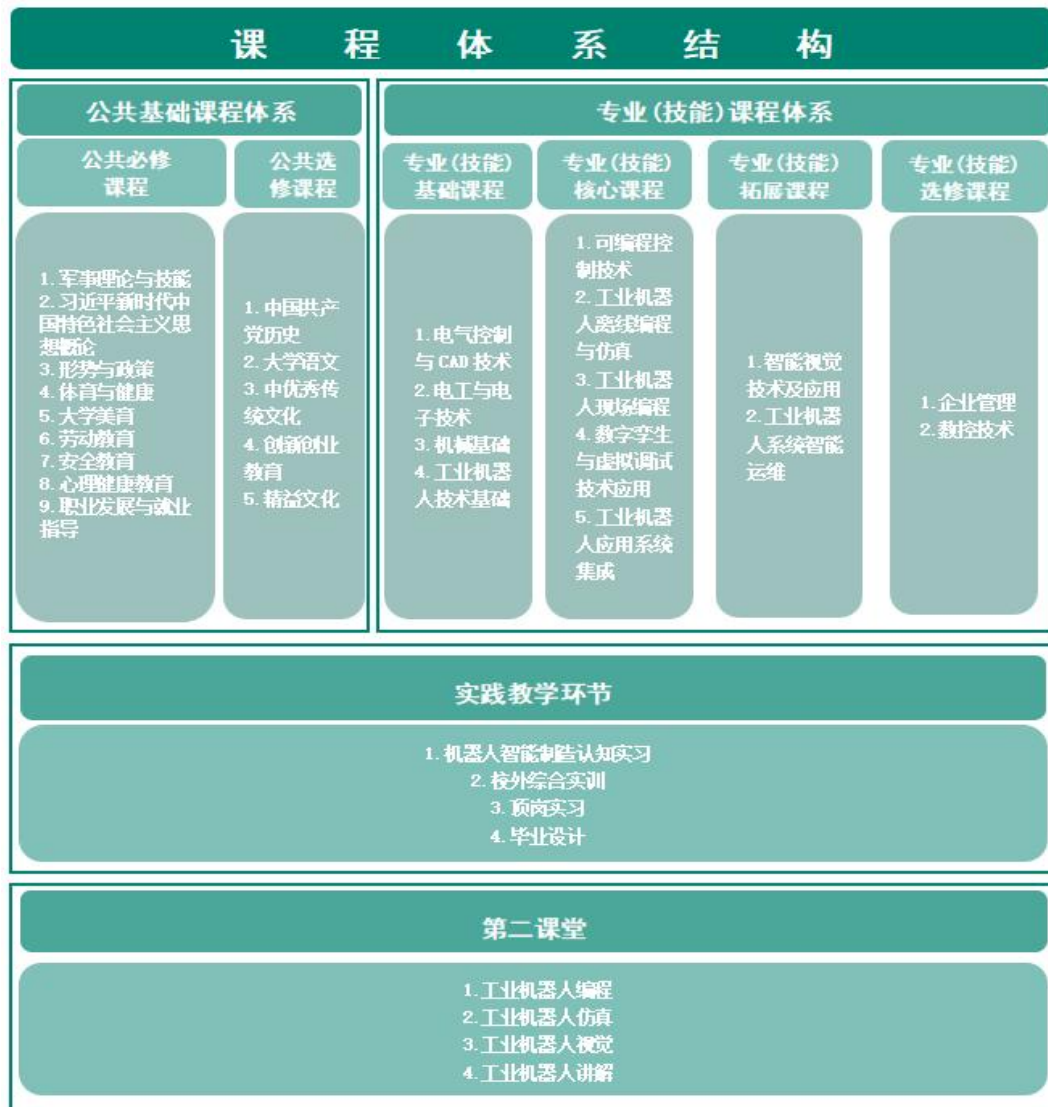 课程体系结构
公共基础课程体系
专业(技能)课程体系
公共必修
课程
公共选
修课程
专业(技能)
基础课程
专业(技能)
核心课程
专业(技能)
拓展课程
专业(技能)
选修课程
1.军事理论与技能
2.习近平新时代中
国特色社会主义思
想概论
3.形势与政策
4.体育与健康
5.大学美育
6.劳动教育
7.安全教育
8.心理健康教育
9.职业发展与就业
指导
1.中国共产
党历史
2.大学语文
3.中优秀传
统文化
4.创新创业
教育
5.精益文化
1.电气控制
与CAD技术
2.电工与电
子技术
3.机械基础
4.工业机器
人技术基础
1.可编程控
制技术
2.工业机器
人离线编程
与仿真
3.工业机器
人现场编程
4.数字孪生
与虚拟调试
技术应用
5.工业机器
人应用系统
集成
1.智能视觉
技术及应用
2.工业机器
人系统智能
运维
1.企业管理
2.数控技术
实践教学环节
1.机器人智能制造认知实习
2.校外综合实训
3.顶岗实习
4.毕业设计
第二课堂
1.工业机器人编程
2.工业机器人仿真
3.工业机器人视觉
4.工业机器人讲解